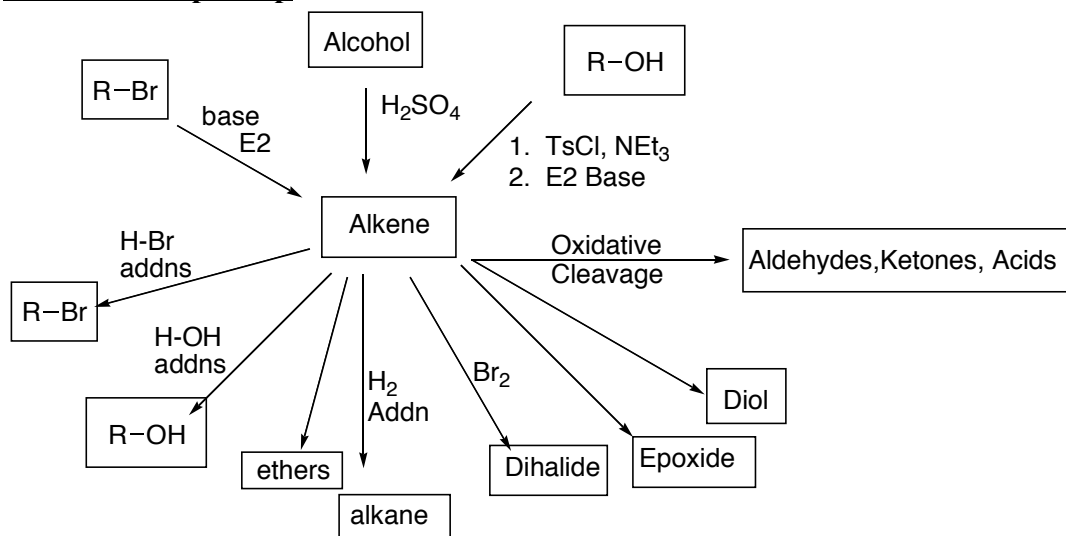 Alcohol
R–OH
R–Br
H₂SO₄
base
E2
1. TsCl, NEt₃
2. E2 Base
Alkene
H-Br
addns
Oxidative
Cleavage
Aldehydes,Ketones, Acids
R–Br
H-OH
addns
H₂
Addn
Br₂
Diol
R–OH
ethers
Dihalide
Epoxide
alkane